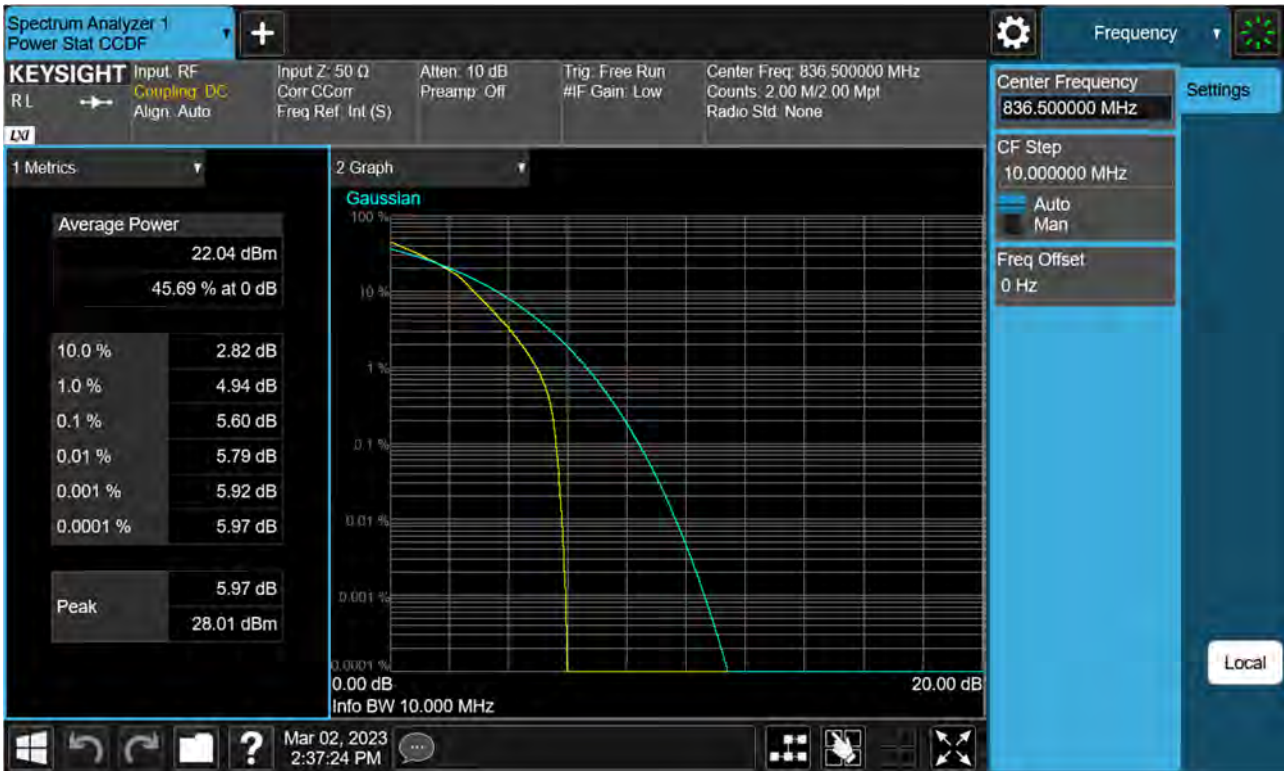 Spectrum Analyzer 1
Power Stat CCDF
Frequency
KEYSIGHT
R L
LXI
Input: RF
Coupling: DC
Align: Auto
Input Z: 50 Ω
Corr CCorr
Freq Ref: Int (S)
Atten: 10 dB
Preamp: Off
Trig: Free Run
#IF Gain: Low
Center Freq: 836.500000 MHz
Counts: 2.00 M/2.00 Mpt
Radio Std: None
Center Frequency
836.500000 MHz
Settings
CF Step
10.000000 MHz
Auto
Man
Freq Offset
0 Hz
1 Metrics
Average Power
22.04 dBm
45.69 % at 0 dB
10.0 % 2.82 dB
1.0 % 4.94 dB
0.1 % 5.60 dB
0.01 % 5.79 dB
0.001 % 5.92 dB
0.0001 % 5.97 dB
Peak
5.97 dB
28.01 dBm
2 Graph
Gaussian
100 %
10 %
1 %
0.1 %
0.01 %
0.001 %
0.0001 %
0.00 dB 20.00 dB
Info BW 10.000 MHz
Local
Mar 02, 2023
2:37:24 PM